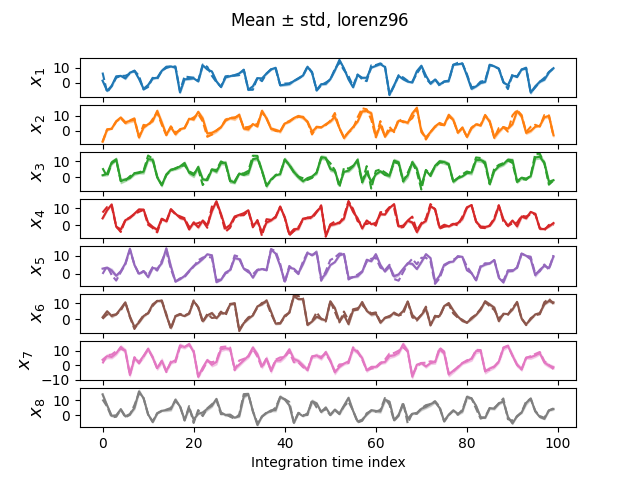 Mean ± std, lorenz96
x₁ 10 0
x₂ 10 0
x₃ 10 0
x₄ 10 0
x₅ 10 0
x₆ 10 0
x₇ 10 0 −10
x₈ 10 0
0 20 40 60 80 100
Integration time index